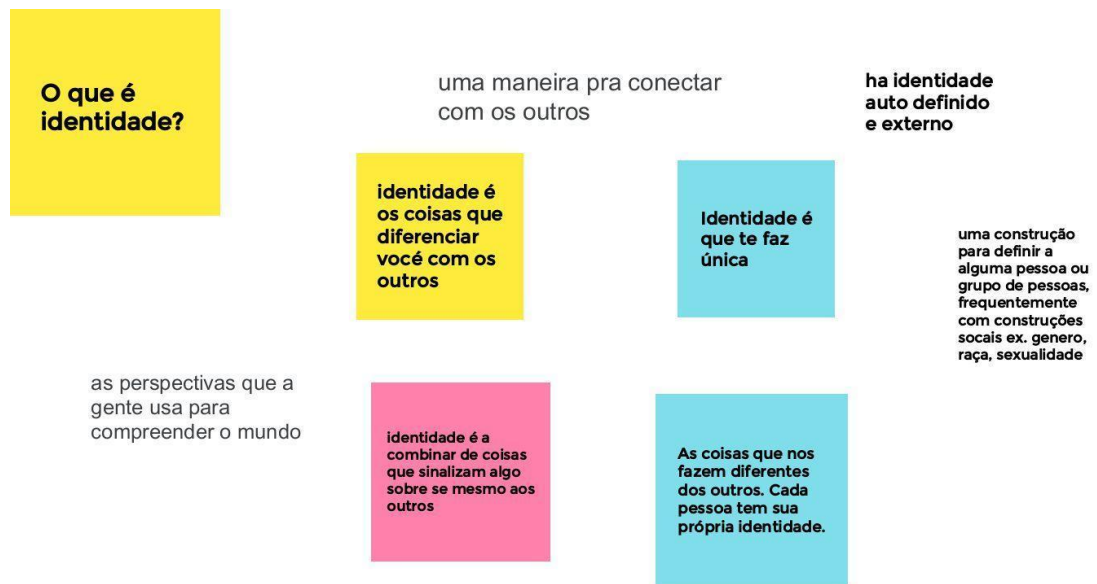 O que é
identidade?
uma maneira pra conectar
com os outros
ha identidade
auto definido
e externo
identidade é
os coisas que
diferenciar
vocé com os
outros
Identidade é
que te faz
única
uma construção
para definir a
alguma pessoa ou
grupo de pessoas,
frequentemente
com construções
socais ex. genero,
raça, sexualidade
as perspectivas que a
gente usa para
compreender o mundo
identidade é a
combinar de coisas
que sinalizam algo
sobre se mesmo aos
outros
As coisas que nos
fazem diferentes
dos outros. Cada
pessoa tem sua
própria identidade.